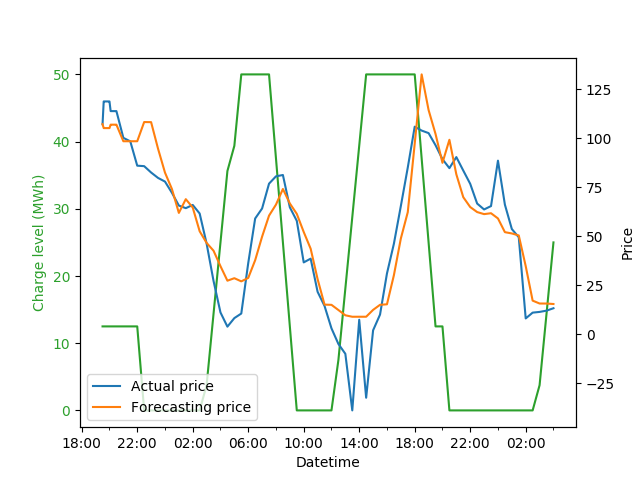 50
40
30
20
10
0
Charge level (MWh)
125
100
75
50
25
0
−25
Price
Actual price
Forecasting price
18:00 22:00 02:00 06:00 10:00 14:00 18:00 22:00 02:00
Datetime